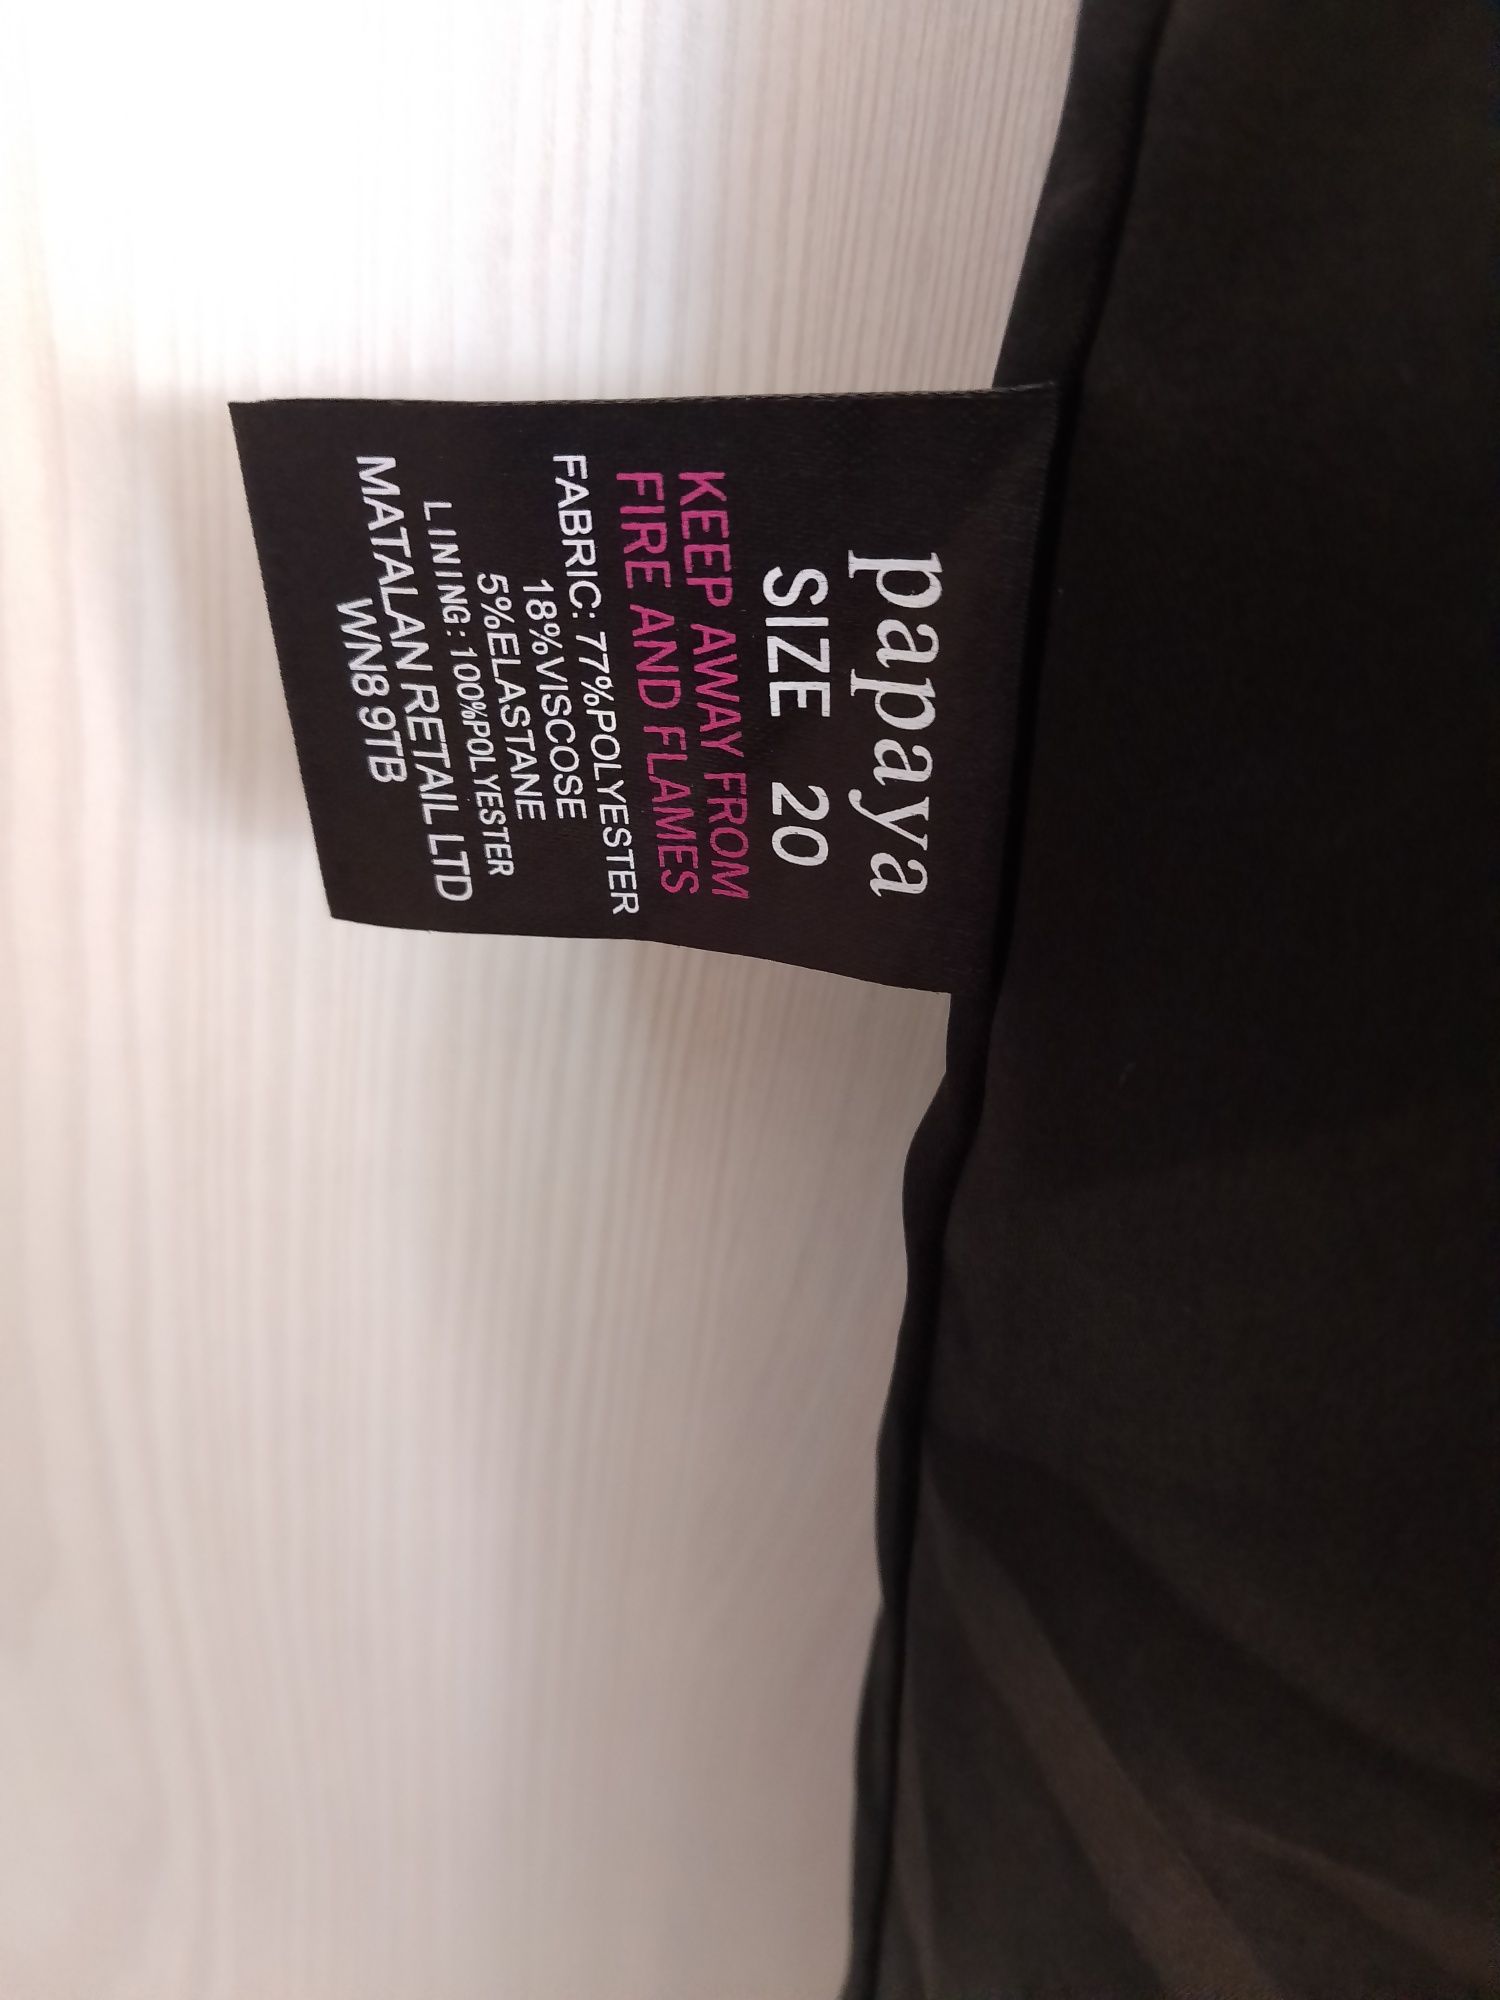 papaya
SIZE 20
KEEP AWAY FROM
FIRE AND FLAMES
FABRIC: 77%POLYESTER
18%VISCOSE
5%ELASTANE
LINING:100%POLYESTER
MATALAN RETAIL LTD
WN8 9TB